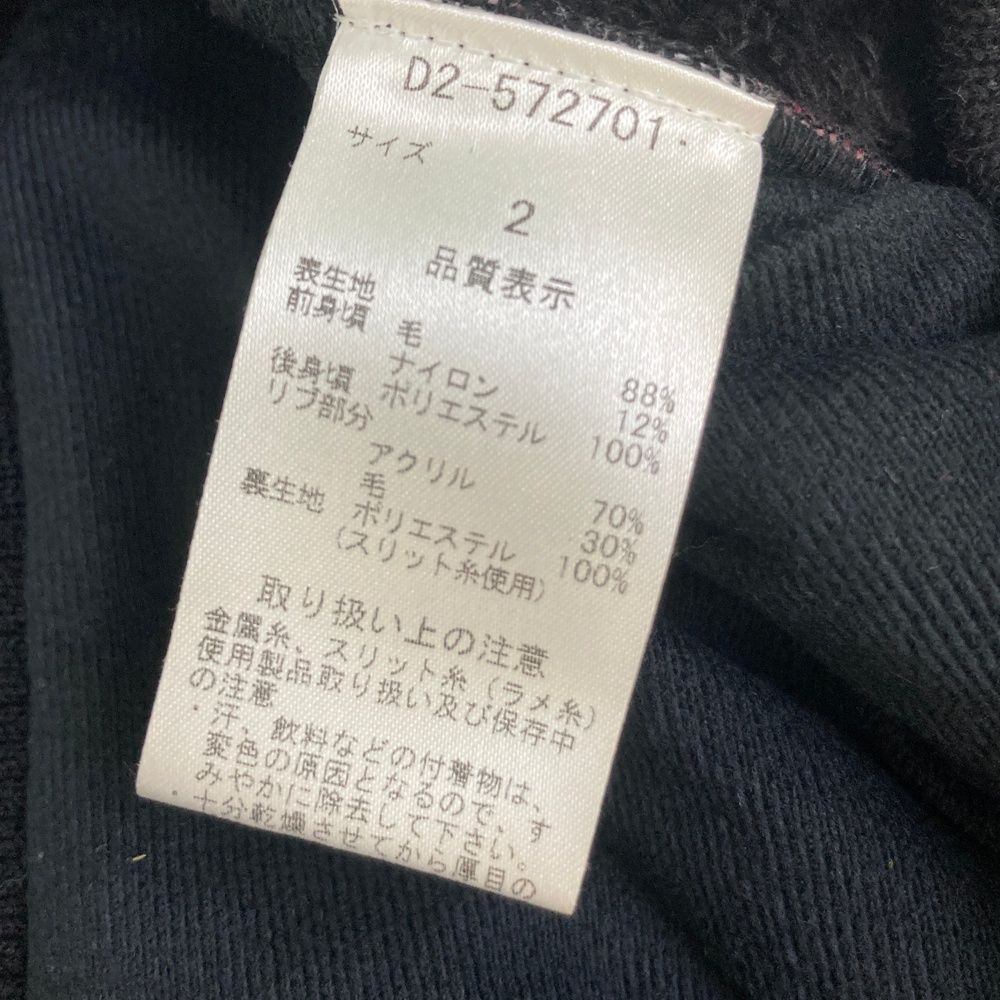 D2-572701・
サイズ
2
品質表示
表生地
前身頃 毛 88%
ナイロン 12%
後身頃 ポリエステル 100%
リブ部分
アクリル 70%
毛 30%
裏生地 ポリエステル 100%
(スリット糸使用)
取り扱い上の注意
金属糸、スリット糸(ラメ糸)
使用製品取り扱い及び保存中
の注意
・汗、飲料などの付着物は、
変色の原因となるので、す
みやかに除去して下さい。
・十分乾燥させてから厚目の